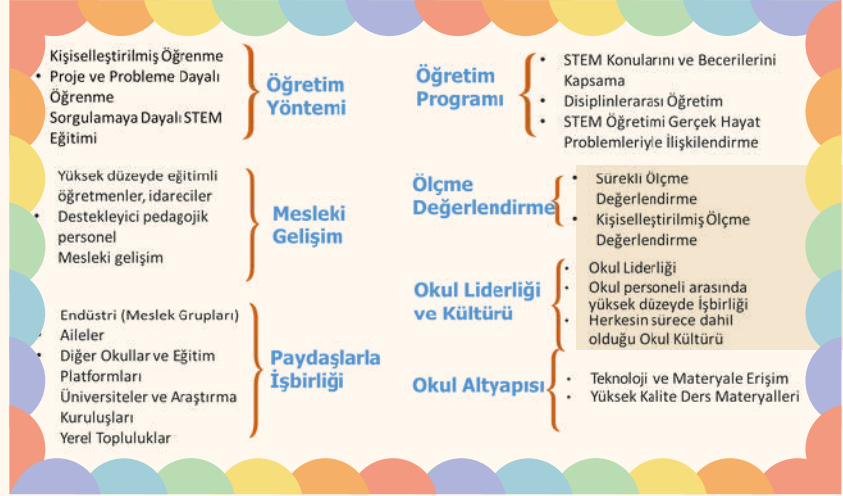 Kişiselleştirilmiş Öğrenme
• Proje ve Probleme Dayalı
Öğrenme
Sorgulamaya Dayalı STEM
Eğitimi
Öğretim
Yöntemi
Yüksek düzeyde eğitimli
öğretmenler, idareciler
• Destekleyici pedagojik
personel
Mesleki gelişim
Mesleki
Gelişim
Endüstri (Meslek Grupları)
• Aileler
• Diğer Okullar ve Eğitim
Platformları
Üniversiteler ve Araştırma
Kuruluşları
Yerel Topluluklar
Paydaşlarla
İşbirliği
Öğretim
Programı
• STEM Konularını ve Becerilerini
Kapsama
• Disiplinlerarası Öğretim
• STEM Öğretimi Gerçek Hayat
Problemleriyle İlişkilendirme
Ölçme
Değerlendirme
• Sürekli Ölçme
Değerlendirme
• Kişiselleştirilmiş Ölçme
Değerlendirme
Okul Liderliği
ve Kültürü
• Okul Liderliği
• Okul personeli arasında
yüksek düzeyde İşbirliği
• Herkesin sürece dahil
olduğu Okul Kültürü
Okul Altyapısı
• Teknoloji ve Materyale Erişim
• Yüksek Kalite Ders Materyalleri